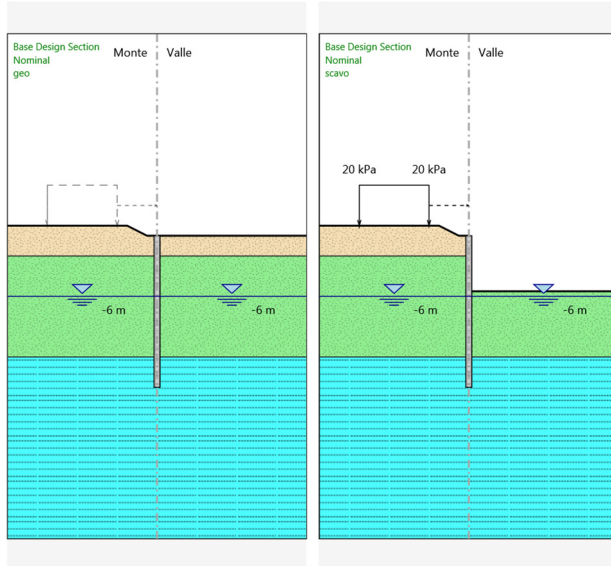 Base Design Section
Nominal
geo
Monte
Valle
-6 m
-6 m
Base Design Section
Nominal
scavo
Monte
Valle
20 kPa
20 kPa
-6 m
-6 m